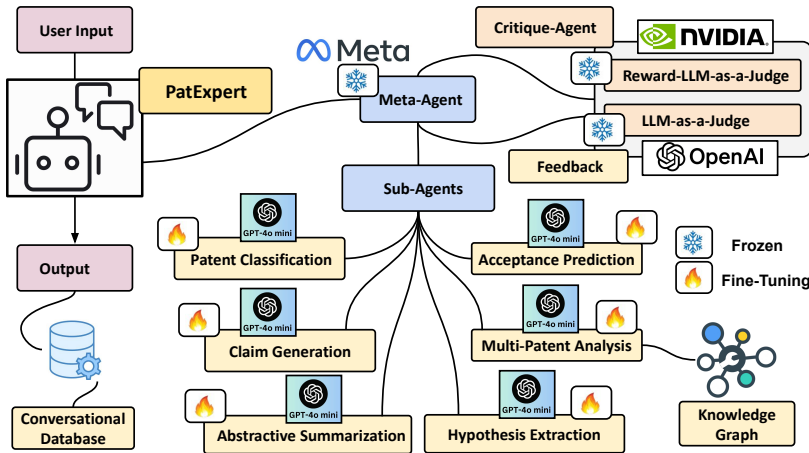 User Input
PatExpert
Output
Conversational
Database
Meta
Meta-Agent
Sub-Agents
Critique-Agent
NVIDIA.
Reward-LLM-as-a-Judge
LLM-as-a-Judge
Feedback
OpenAI
GPT-4o mini
Patent Classification
GPT-4o mini
Acceptance Prediction
GPT-4o mini
Claim Generation
GPT-4o mini
Multi-Patent Analysis
GPT-4o mini
Abstractive Summarization
GPT-4o mini
Hypothesis Extraction
Frozen
Fine-Tuning
Knowledge
Graph